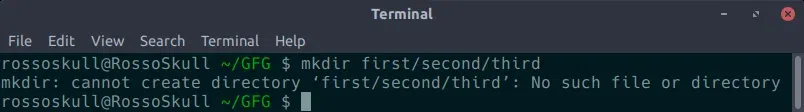 Terminal
File Edit View Search Terminal Help
rossoskull@RossoSkull ~/GFG $ mkdir first/second/third
mkdir: cannot create directory ‘first/second/third’: No such file or directory
rossoskull@RossoSkull ~/GFG $